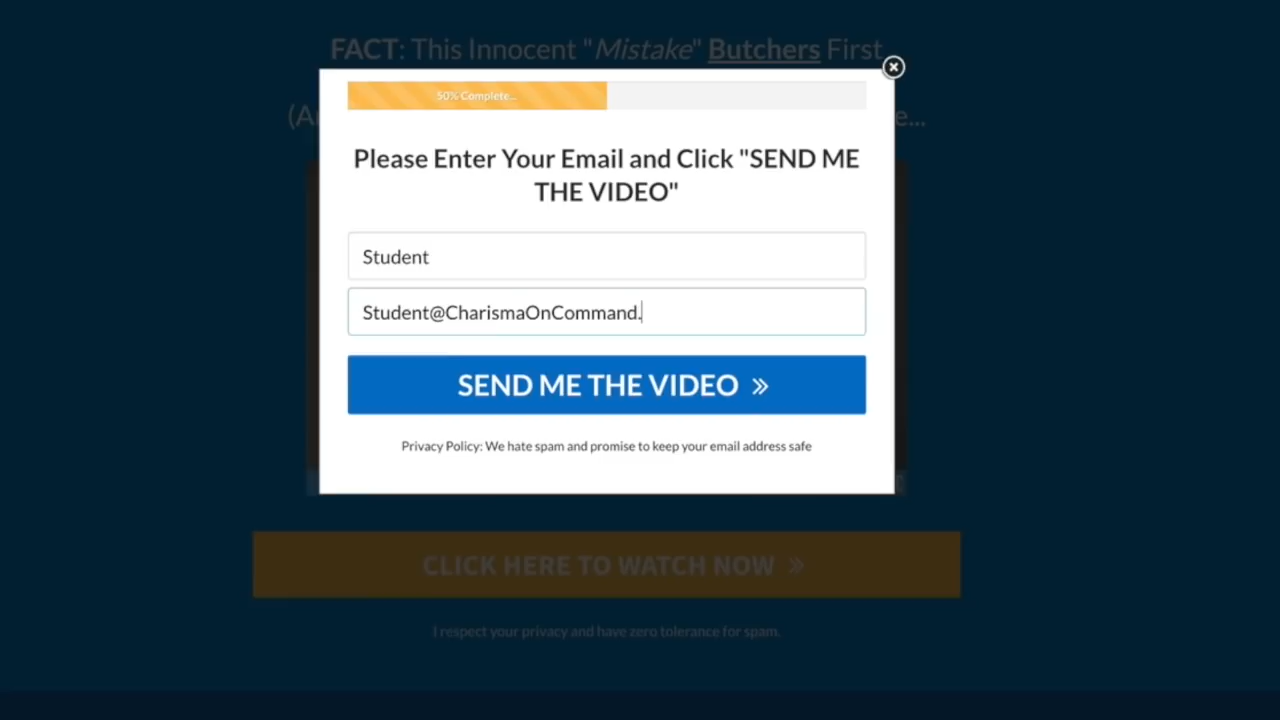 FACT: This Innocent "Mistake" Butchers First
(A
e...
50% Complete...
Please Enter Your Email and Click "SEND ME
THE VIDEO"
Student
Student@CharismaOnCommand.
SEND ME THE VIDEO »
Privacy Policy: We hate spam and promise to keep your email address safe
CLICK HERE TO WATCH NOW »
I respect your privacy and have zero tolerance for spam.